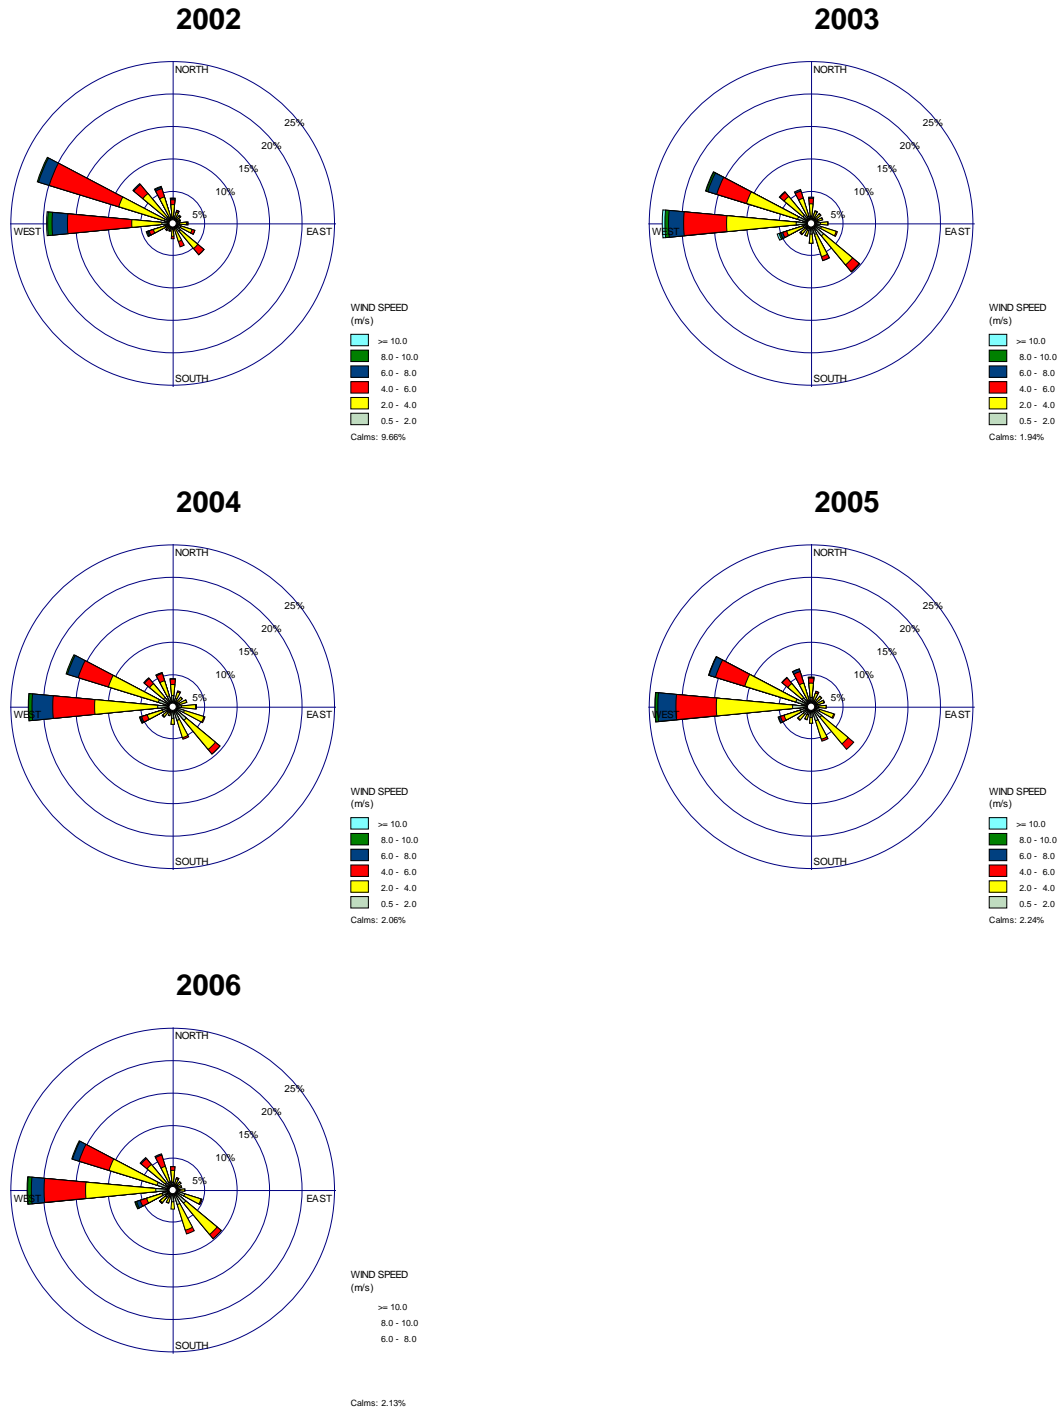 2002
NORTH
25%
20%
15%
10%
5%
WEST
EAST
SOUTH
WIND SPEED
(m/s)
>= 10.0
8.0 - 10.0
6.0 - 8.0
4.0 - 6.0
2.0 - 4.0
0.5 - 2.0
Calms: 9.66%
2003
NORTH
25%
20%
15%
10%
5%
WEST
EAST
SOUTH
WIND SPEED
(m/s)
>= 10.0
8.0 - 10.0
6.0 - 8.0
4.0 - 6.0
2.0 - 4.0
0.5 - 2.0
Calms: 1.94%
2004
NORTH
25%
20%
15%
10%
5%
WEST
EAST
SOUTH
WIND SPEED
(m/s)
>= 10.0
8.0 - 10.0
6.0 - 8.0
4.0 - 6.0
2.0 - 4.0
0.5 - 2.0
Calms: 2.06%
2005
NORTH
25%
20%
15%
10%
5%
WEST
EAST
SOUTH
WIND SPEED
(m/s)
>= 10.0
8.0 - 10.0
6.0 - 8.0
4.0 - 6.0
2.0 - 4.0
0.5 - 2.0
Calms: 2.24%
2006
NORTH
25%
20%
15%
10%
5%
WEST
EAST
SOUTH
WIND SPEED
(m/s)
>= 10.0
8.0 - 10.0
6.0 - 8.0
Calms: 2.13%